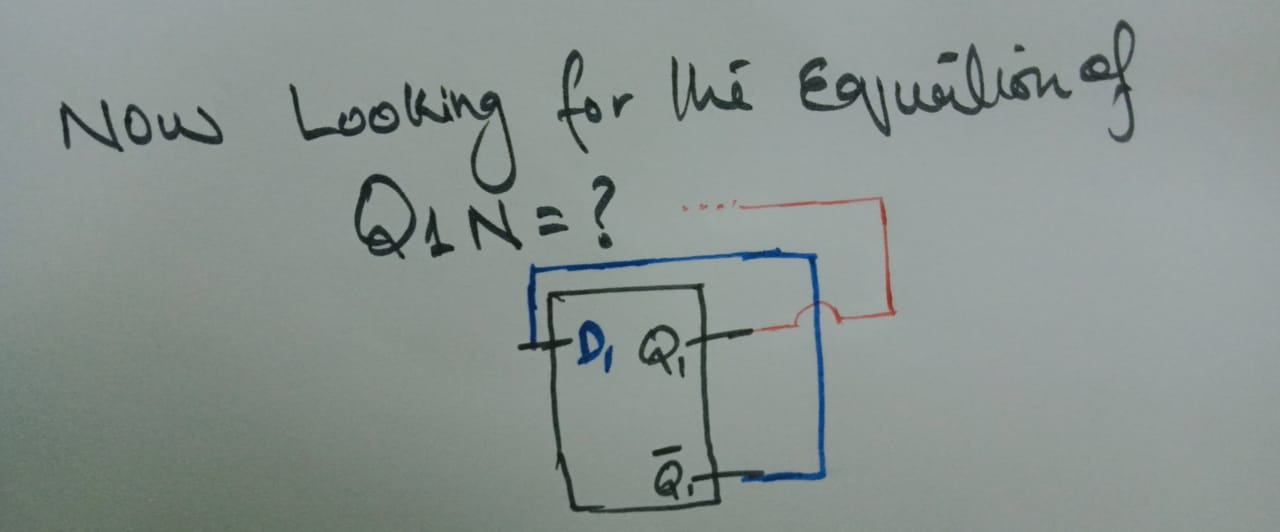 Now Looking for the Equation of
Q1N = ?
D1 Q1
Q̅1